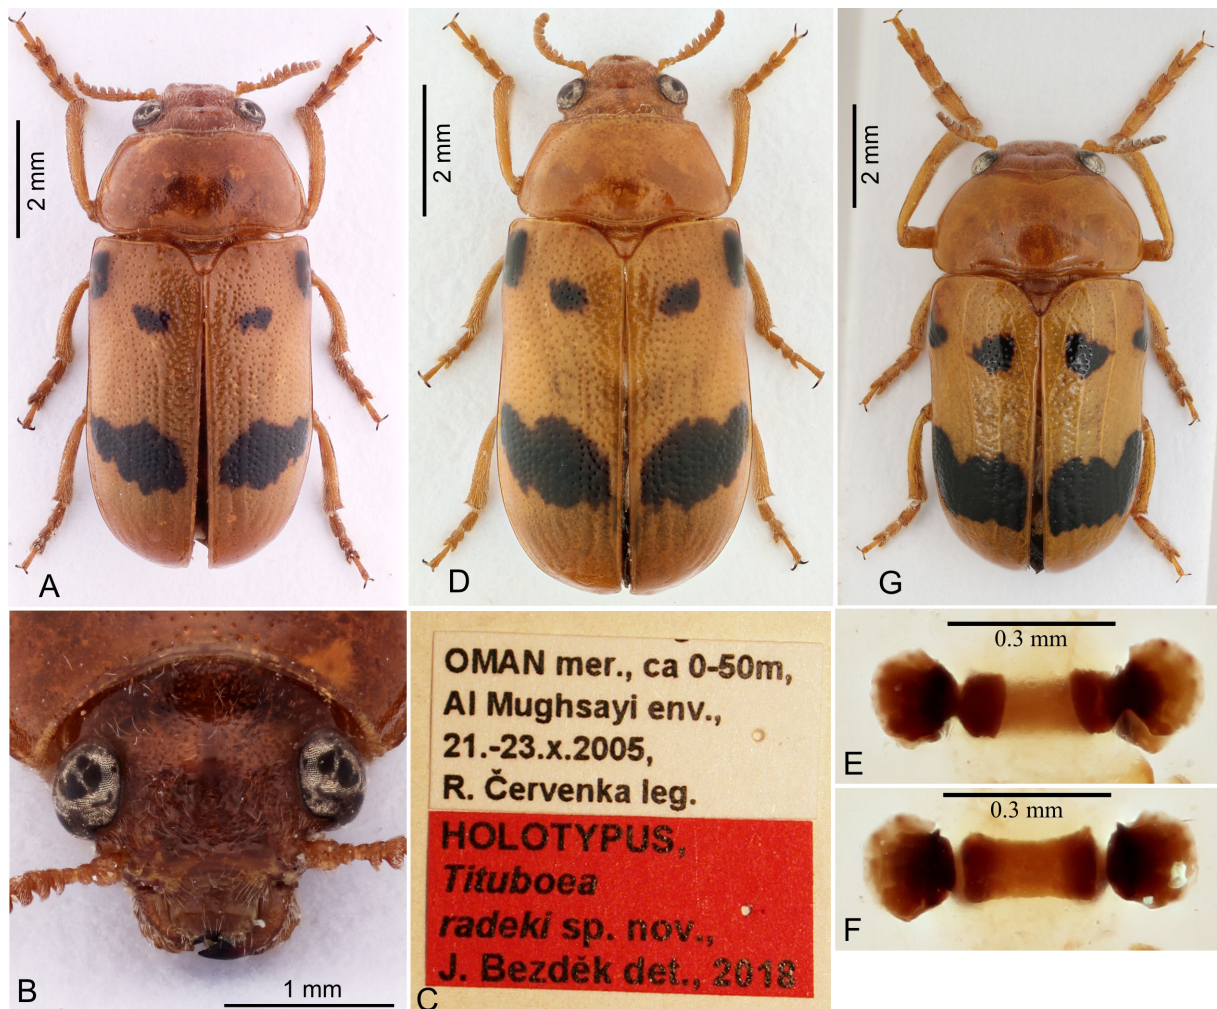 2 mm
A
2 mm
D
2 mm
G
B
1 mm
OMAN mer., ca 0-50m,
Al Mughsayi env.,
21.-23.x.2005,
R. Červenka leg.
HOLOTYPUS,
Tituboea
radeki sp. nov.,
J. Bezděk det., 2018
C
0.3 mm
E
0.3 mm
F